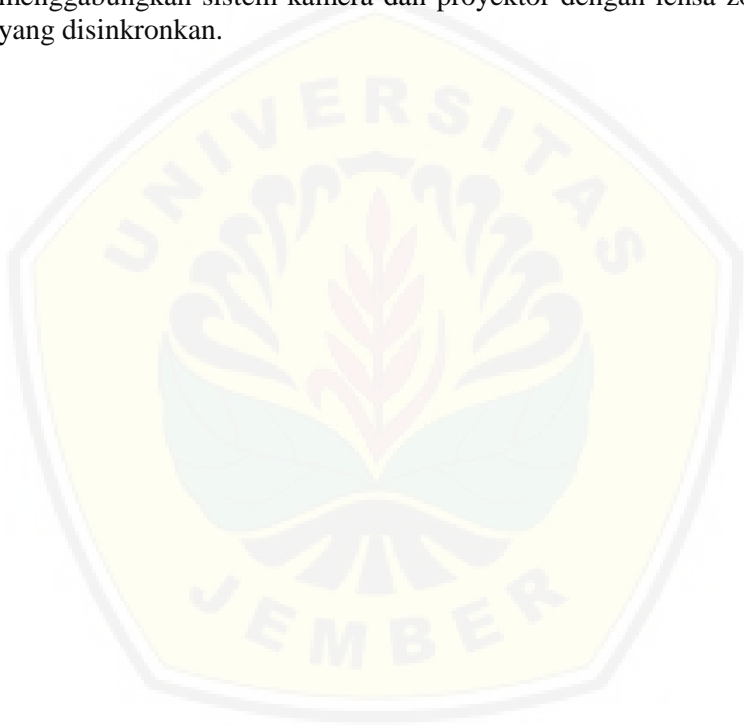 menggabungkan sistem kamera dan proyektor dengan lensa
yang disinkronkan.
UNIVERSITAS
JEMBER